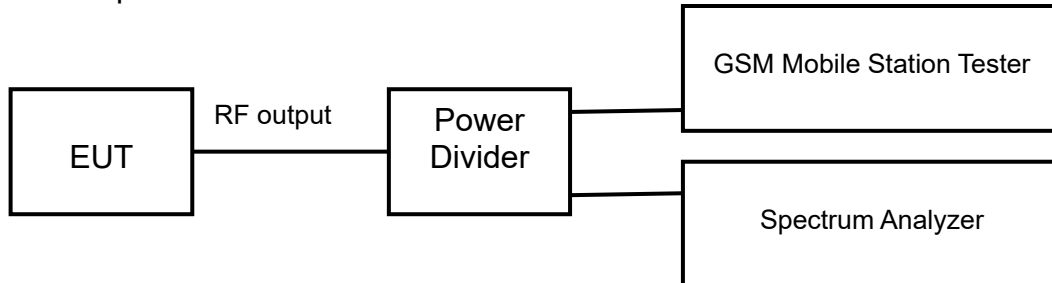 GSM Mobile Station Tester
RF output
EUT
Power
Divider
Spectrum Analyzer